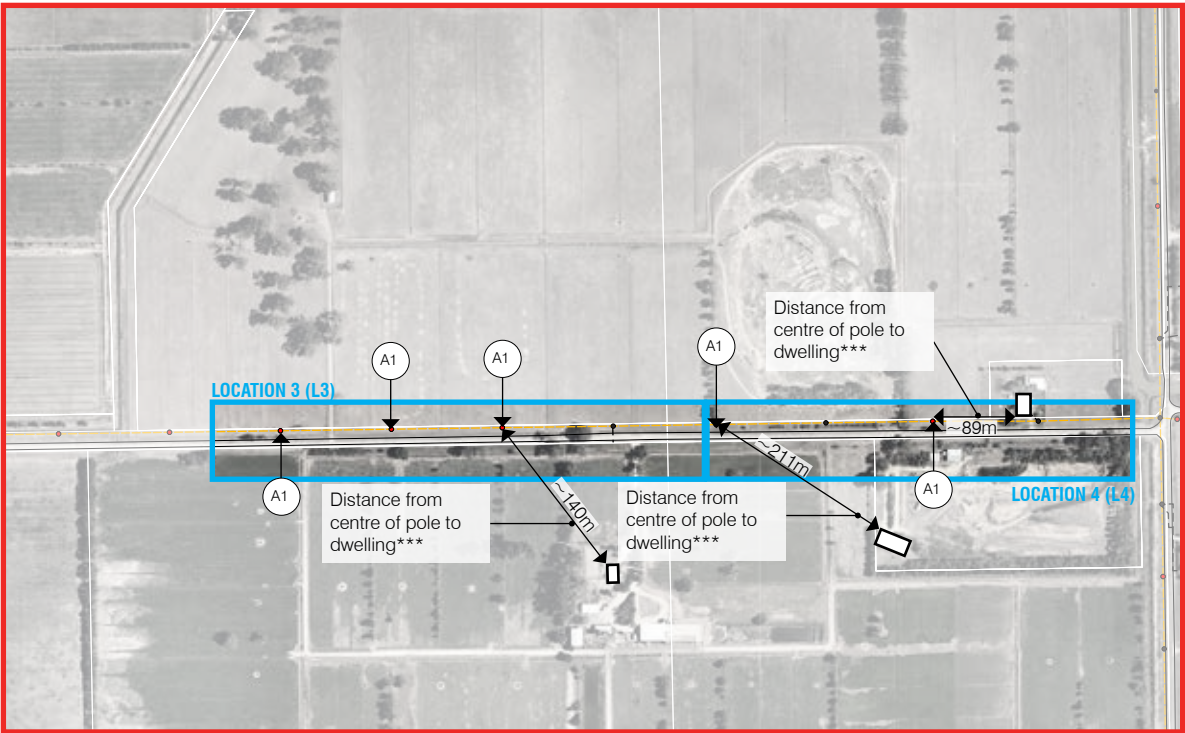 Distance from
centre of pole to
dwelling***
A1
A1
A1
LOCATION 3 (L3)
~89m
~211m
A1
A1
LOCATION 4 (L4)
Distance from
centre of pole to
dwelling***
~140m
Distance from
centre of pole to
dwelling***